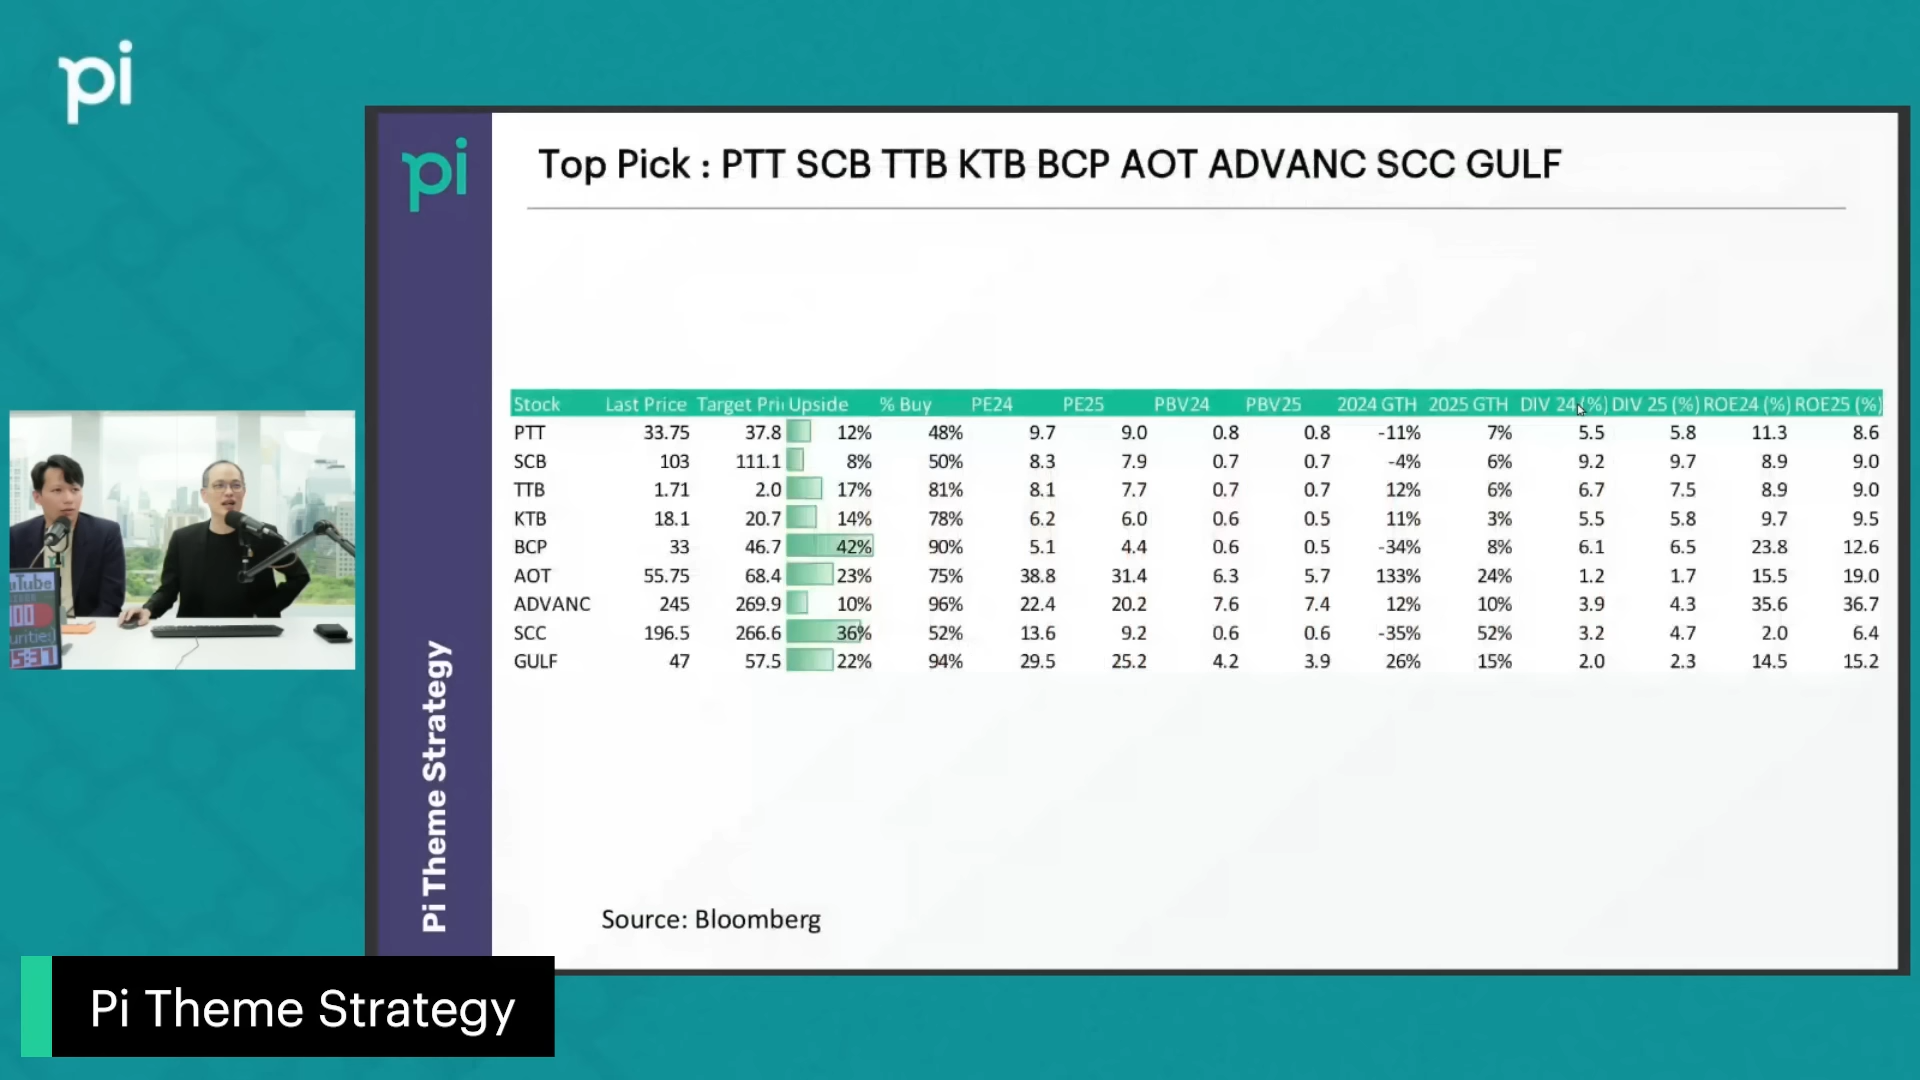 pi
pi
Top Pick : PTT SCB TTB KTB BCP AOT ADVANC SCC GULF
Stock Last Price Target Pri Upside % Buy PE24 PE25 PBV24 PBV25 2024 GTH 2025 GTH DIV 24 (%) DIV 25 (%) ROE24 (%) ROE25 (%)
PTT 33.75 37.8 12% 48% 9.7 9.0 0.8 0.8 -11% 7% 5.5 5.8 11.3 8.6
SCB 103 111.1 8% 50% 8.3 7.9 0.7 0.7 -4% 6% 9.2 9.7 8.9 9.0
TTB 1.71 2.0 17% 81% 8.1 7.7 0.7 0.7 12% 6% 6.7 7.5 8.9 9.0
KTB 18.1 20.7 14% 78% 6.2 6.0 0.6 0.5 11% 3% 5.5 5.8 9.7 9.5
BCP 33 46.7 42% 90% 5.1 4.4 0.6 0.5 -34% 8% 6.1 6.5 23.8 12.6
AOT 55.75 68.4 23% 75% 38.8 31.4 6.3 5.7 133% 24% 1.2 1.7 15.5 19.0
ADVANC 245 269.9 10% 96% 22.4 20.2 7.6 7.4 12% 10% 3.9 4.3 35.6 36.7
SCC 196.5 266.6 36% 52% 13.6 9.2 0.6 0.6 -35% 52% 3.2 4.7 2.0 6.4
GULF 47 57.5 22% 94% 29.5 25.2 4.2 3.9 26% 15% 2.0 2.3 14.5 15.2
Pi Theme Strategy
Source: Bloomberg
Pi Theme Strategy